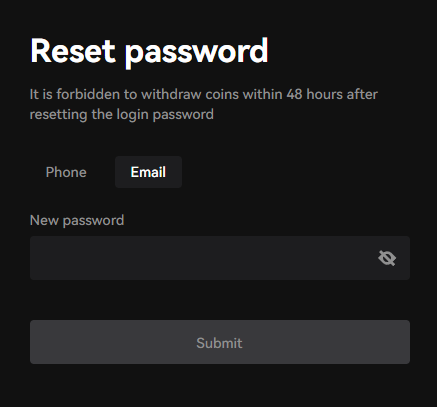 Reset password
It is forbidden to withdraw coins within 48 hours after
resetting the login password
Phone Email
New password
Submit